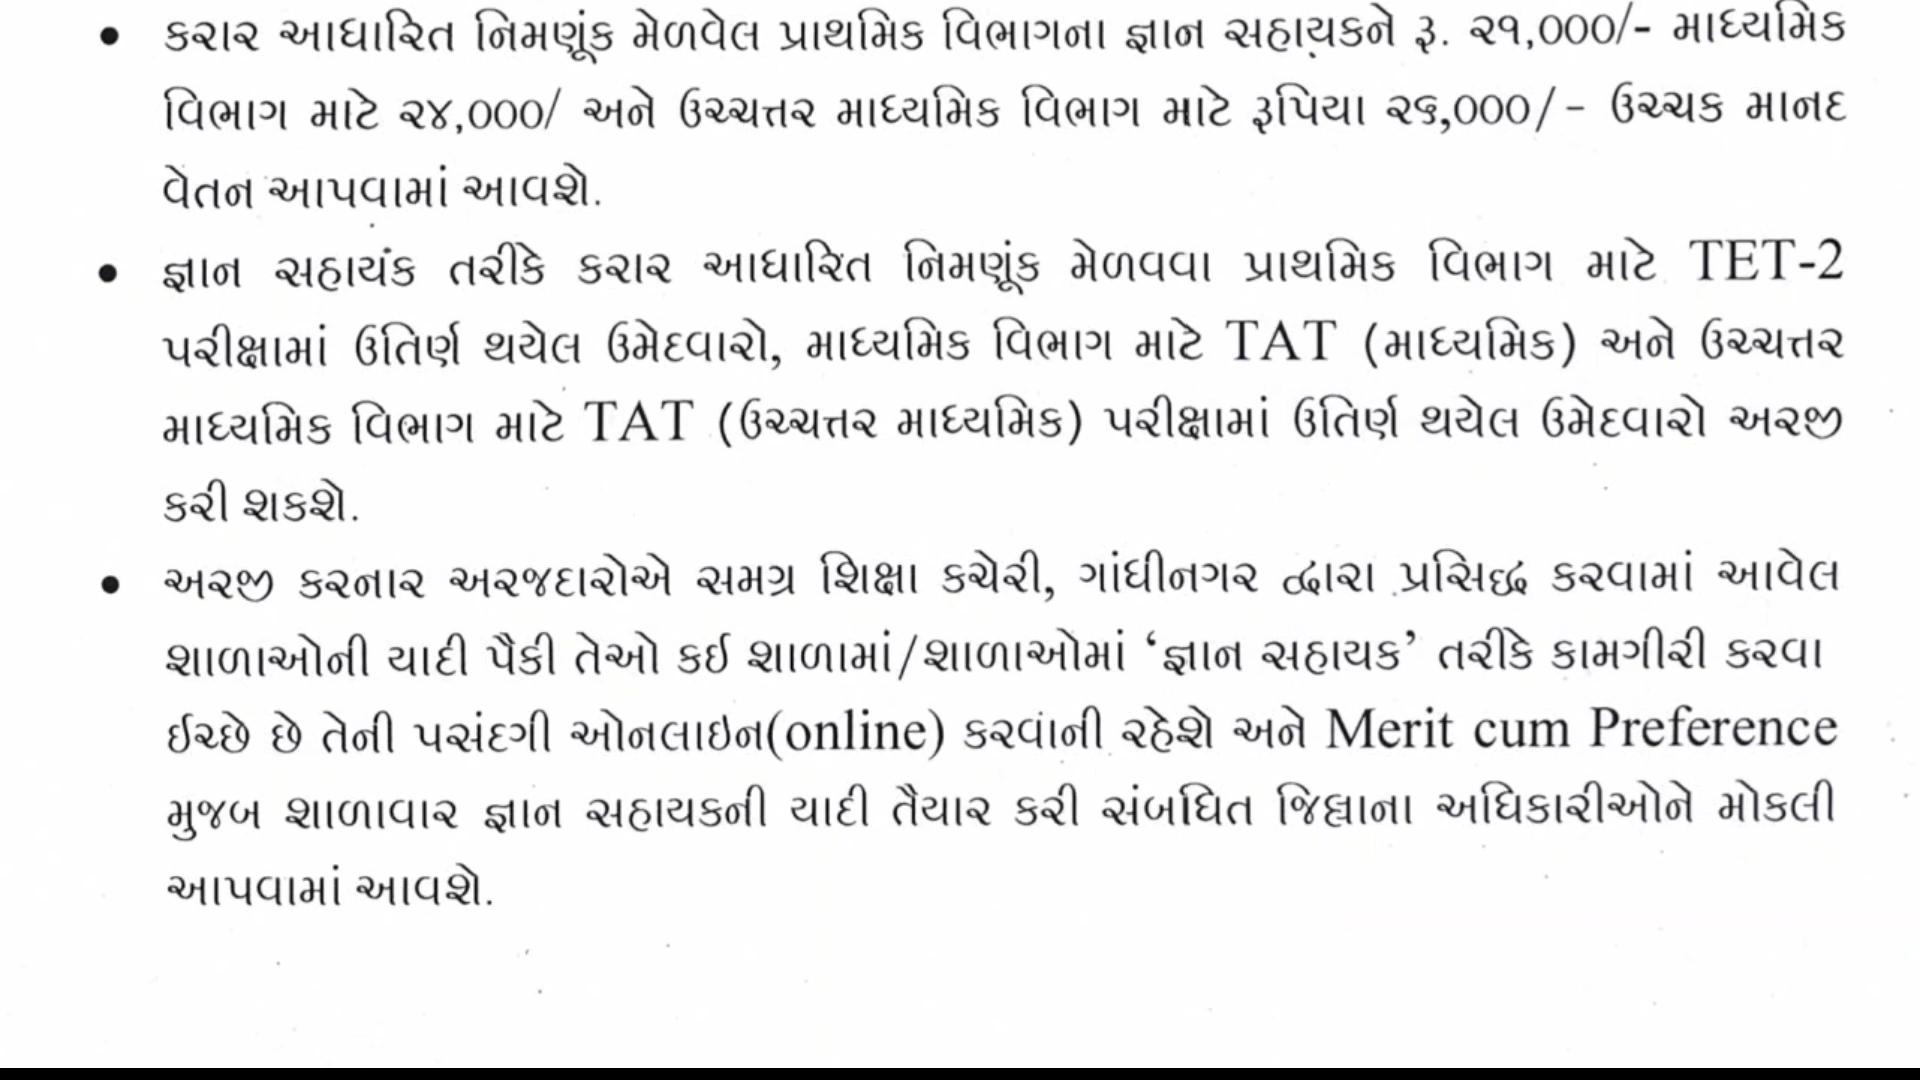 • કરાર આધારિત નિમણૂંક મેળવેલ પ્રાથમિક વિભાગના જ્ઞાન સહાયકને રૂ. ૨૧,૦૦૦/- માધ્યમિક
વિભાગ માટે ૨૪,૦૦૦/ અને ઉચ્ચત્તર માધ્યમિક વિભાગ માટે રૂપિયા ૨૬,૦૦૦/- ઉચ્ચક માનદ
વેતન આપવામાં આવશે.
• જ્ઞાન સહાયંક તરીકે કરાર આધારિત નિમણૂંક મેળવવા પ્રાથમિક વિભાગ માટે TET-2
પરીક્ષામાં ઉતિર્ણ થયેલ ઉમેદવારો, માધ્યમિક વિભાગ માટે TAT (માધ્યમિક) અને ઉચ્ચત્તર
માધ્યમિક વિભાગ માટે TAT (ઉચ્ચત્તર માધ્યમિક) પરીક્ષામાં ઉતિર્ણ થયેલ ઉમેદવારો અરજી
કરી શકશે.
• અરજી કરનાર અરજદારોએ સમગ્ર શિક્ષા કચેરી, ગાંધીનગર દ્વારા પ્રસિદ્ધ કરવામાં આવેલ
શાળાઓની યાદી પૈકી તેઓ કઈ શાળામાં/શાળાઓમાં ‘જ્ઞાન સહાયક’ તરીકે કામગીરી કરવા
ઈચ્છે છે તેની પસંદગી ઓનલાઇન(online) કરવાની રહેશે અને Merit cum Preference
મુજબ શાળાવાર જ્ઞાન સહાયકની યાદી તૈયાર કરી સંબધિત જિલ્લાના અધિકારીઓને મોકલી
આપવામાં આવશે.